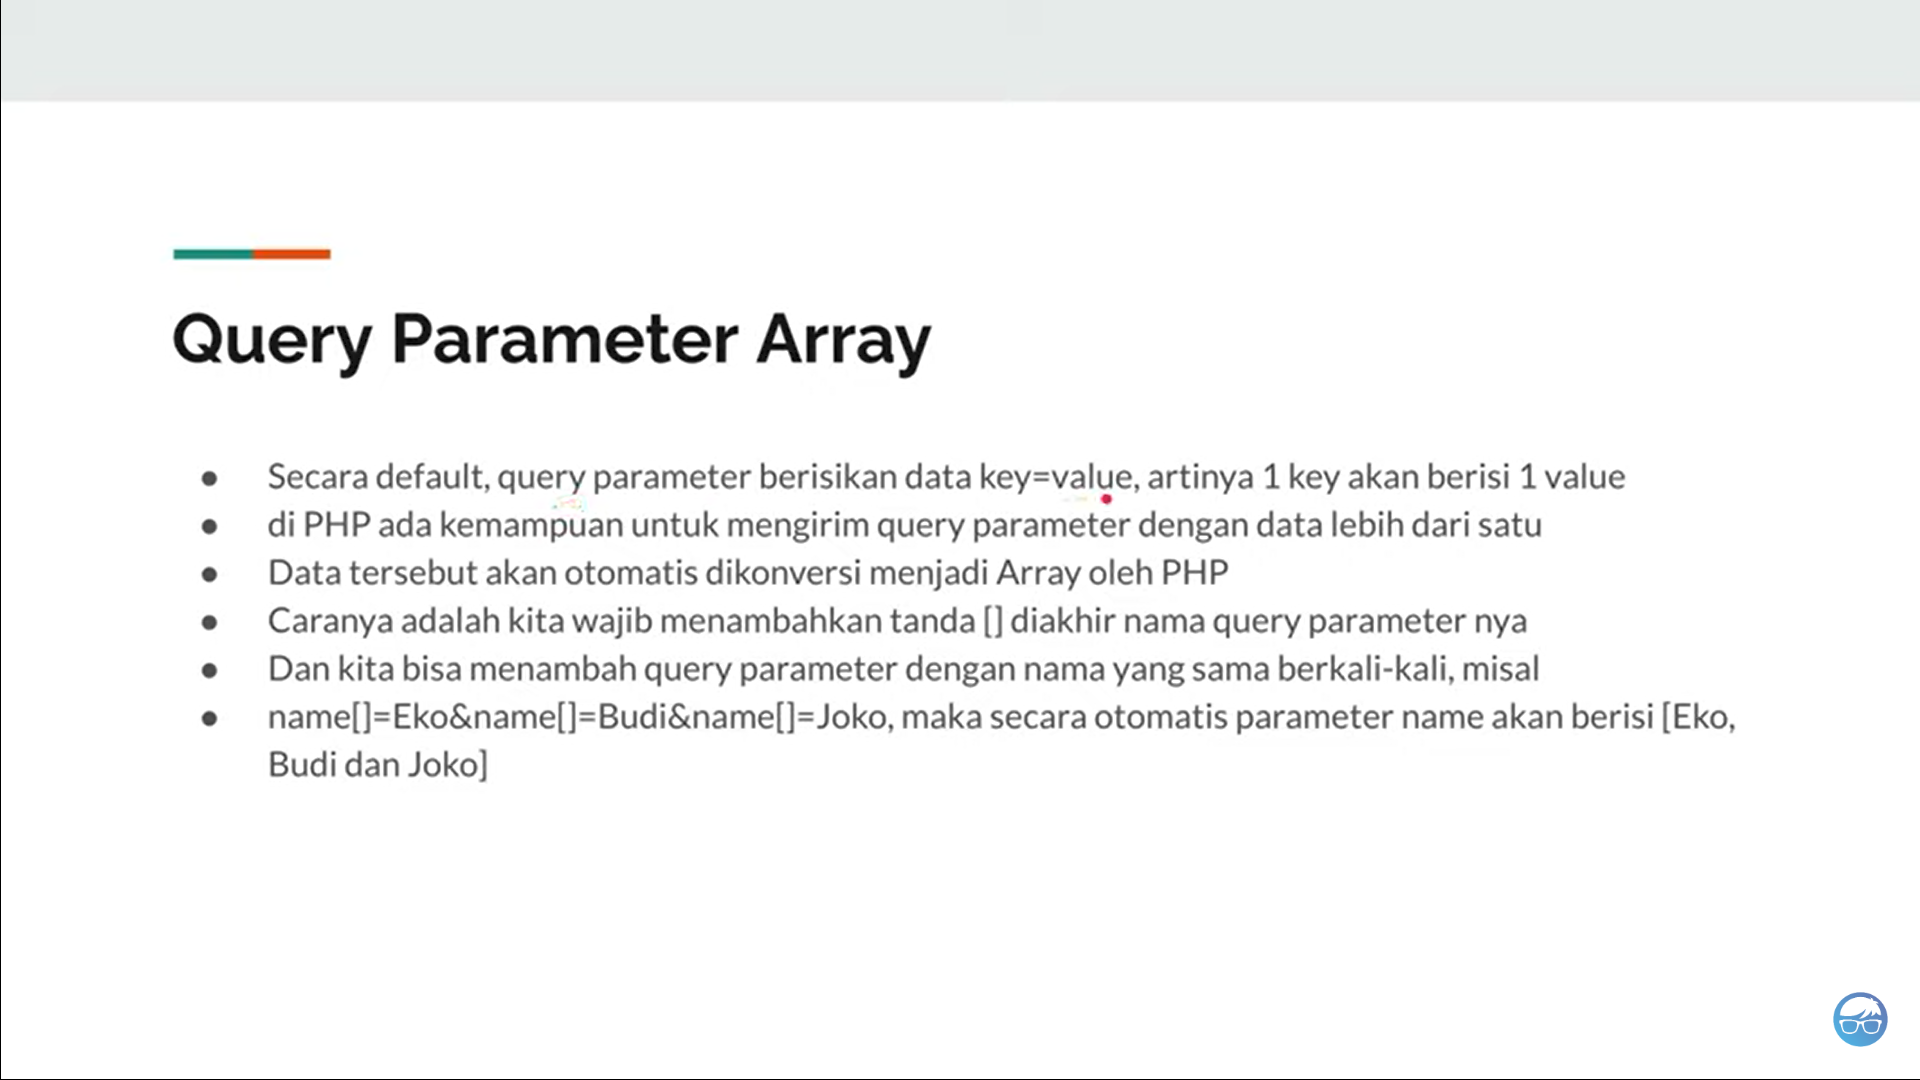 Query Parameter Array
● Secara default, query parameter berisikan data key=value, artinya 1 key akan berisi 1 value
● di PHP ada kemampuan untuk mengirim query parameter dengan data lebih dari satu
● Data tersebut akan otomatis dikonversi menjadi Array oleh PHP
● Caranya adalah kita wajib menambahkan tanda [] diakhir nama query parameter nya
● Dan kita bisa menambah query parameter dengan nama yang sama berkali-kali, misal
● name[]=Eko&name[]=Budi&name[]=Joko, maka secara otomatis parameter name akan berisi [Eko,
Budi dan Joko]